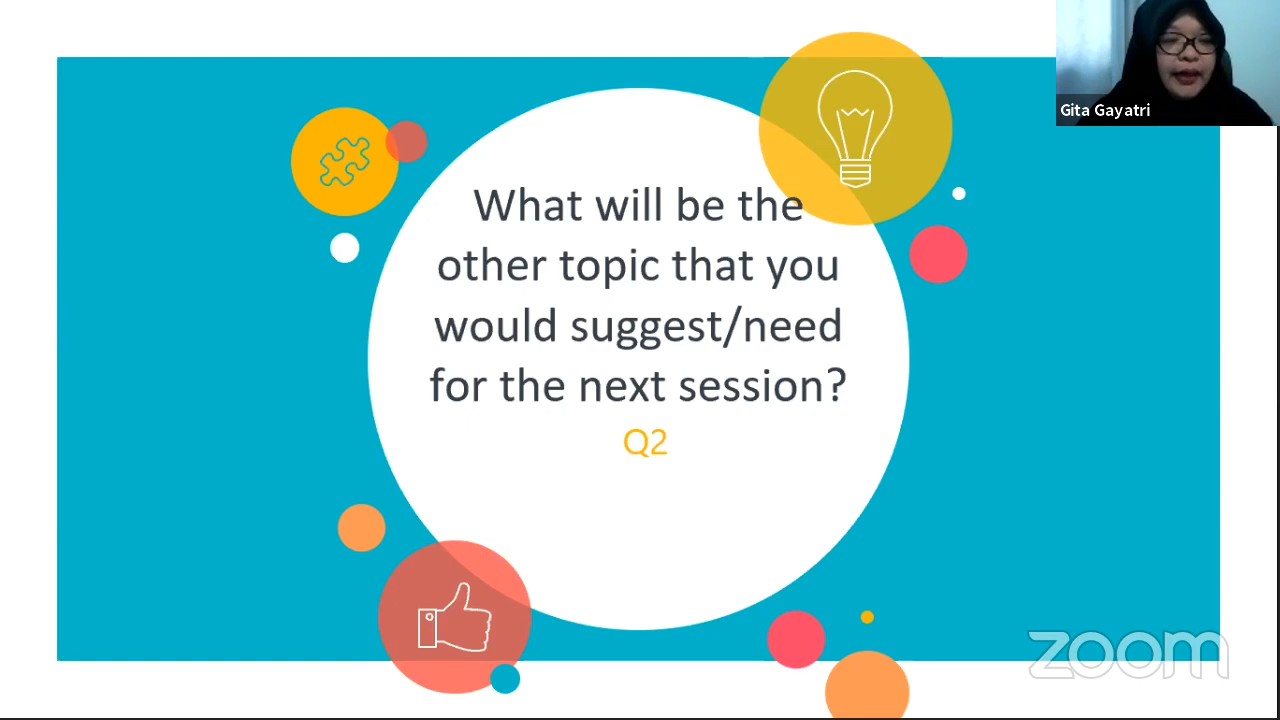 What will be the
other topic that you
would suggest/need
for the next session?
Q2
Gita Gayatri
zoom